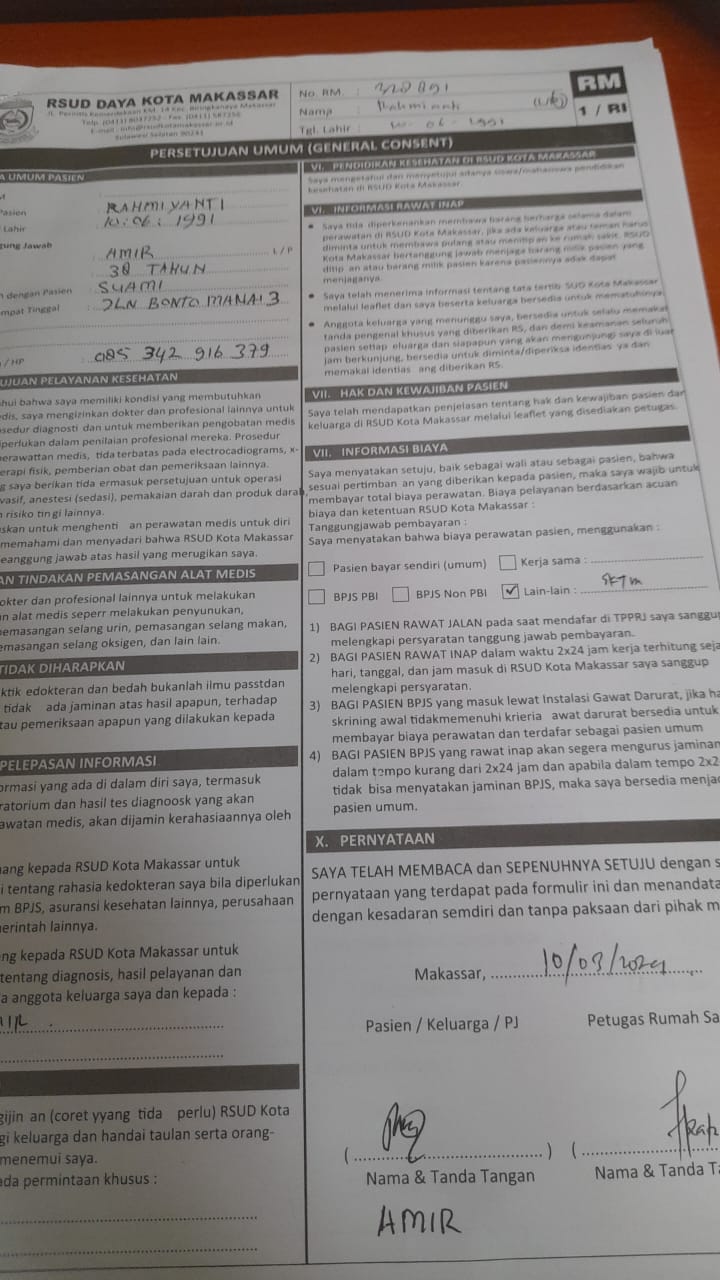 RSUD DAYA KOTA MAKASSAR
Jl. Perintis Kemerdekaan KM. 14 Kec. Biringkanaya Makassar
Sulawesi Selatan 90241
No. RM. :
Nama :
(Lk)
Tgl. Lahir : 10 - 06 - 1991
RM
1 / RI
PERSETUJUAN UMUM (GENERAL CONSENT)
A UMUM PASIEN
Pasien : RAHMIYANTI
Lahir : 10 : 06 : 1991
gung Jawab
: AMIR L / P
: 38 TAHUN
n dengan Pasien : SUAMI
mpat Tinggal : JLN BONTO MANAI 3
/ HP : 085 342 916 379
UJUAN PELAYANAN KESEHATAN
hui bahwa saya memiliki kondisi yang membutuhkan
dis, saya mengizinkan dokter dan profesional lainnya untuk
sedur diagnosti dan untuk memberikan pengobatan medis
iperlukan dalam penilaian profesional mereka. Prosedur
erawattan medis, tida terbatas pada electrocadiograms, x-
erapi fisik, pemberian obat dan pemeriksaan lainnya.
g saya berikan tida ermasuk persetujuan untuk operasi
vasif, anestesi (sedasi), pemakaian darah dan produk darah,
n risiko tin gi lainnya.
skan untuk menghenti an perawatan medis untuk diri
memahami dan menyadari bahwa RSUD Kota Makassar
eanggung jawab atas hasil yang merugikan saya.
AN TINDAKAN PEMASANGAN ALAT MEDIS
okter dan profesional lainnya untuk melakukan
an alat medis seperr melakukan penyunukan,
pemasangan selang urin, pemasangan selang makan,
emasangan selang oksigen, dan lain lain.
TIDAK DIHARAPKAN
ktik edokteran dan bedah bukanlah ilmu passtdan
tidak ada jaminan atas hasil apapun, terhadap
tau pemeriksaan apapun yang dilakukan kepada
PELEPASAN INFORMASI
ormasi yang ada di dalam diri saya, termasuk
ratorium dan hasil tes diagnoosk yang akan
awatan medis, akan dijamin kerahasiaannya oleh
nang kepada RSUD Kota Makassar untuk
i tentang rahasia kedokteran saya bila diperlukan
m BPJS, asuransi kesehatan lainnya, perusahaan
merintah lainnya.
eng kepada RSUD Kota Makassar untuk
tentang diagnosis, hasil pelayanan dan
a anggota keluarga saya dan kepada :
gijin an (coret yyang tida perlu) RSUD Kota
gi keluarga dan handai taulan serta orang-
menemui saya.
ada permintaan khusus :
VI. PENDIDIKAN KESEHATAN DI RSUD KOTA MAKASSAR
Saya mengetahui dan menyetujui adanya siswa/mahasiswa pendidikan
kesehatan di RSUD Kota Makassar.
VI. INFORMASI RAWAT INAP
• Saya tida diperkenankan membawa barang berharga selama dalam
perawatan di RSUD Kota Makassar, jika ada keluarga atau teman harus
diminta untuk membawa pulang atau menitip an ke rumah sakit. RSUD
Kota Makassar bertanggung jawab menjaga barang milik pasien yang
ditip an atau barang milik pasien karena pasiennya adak dapat
menjaganya.
• Saya telah menerima informasi tentang tata tertib SUD Kota Makassar
melalui leaflet dan saya beserta keluarga bersedia untuk mematuhinya
• Anggota keluarga yang menunggu saya, bersedia untuk selalu memakai
tanda pengenal khusus yang diberikan RS, dan demi keamanan seluruh
pasien setiap eluarga dan siapapun yang akan mengunjungi saya di luar
jam berkunjung, bersedia untuk diminta/diperiksa identias ya dan
memakai identias ang diberikan RS.
VII. HAK DAN KEWAJIBAN PASIEN
Saya telah mendapatkan penjelasan tentang hak dan kewajiban pasien dar
keluarga di RSUD Kota Makassar melalui leaflet yang disediakan petugas.
VII. INFORMASI BIAYA
Saya menyatakan setuju, baik sebagai wali atau sebagai pasien, bahwa
sesuai pertimban an yang diberikan kepada pasien, maka saya wajib untuk
membayar total biaya perawatan. Biaya pelayanan berdasarkan acuan
biaya dan ketentuan RSUD Kota Makassar :
Tanggungjawab pembayaran :
Saya menyatakan bahwa biaya perawatan pasien, menggunakan :
Pasien bayar sendiri (umum) Kerja sama :
BPJS PBI BPJS Non PBI ✓ Lain-lain : SKTM
1) BAGI PASIEN RAWAT JALAN pada saat mendafar di TPPRJ saya sanggup
melengkapi persyaratan tanggung jawab pembayaran.
2) BAGI PASIEN RAWAT INAP dalam waktu 2x24 jam kerja terhitung seja
hari, tanggal, dan jam masuk di RSUD Kota Makassar saya sanggup
melengkapi persyaratan.
3) BAGI PASIEN BPJS yang masuk lewat Instalasi Gawat Darurat, jika ha
skrining awal tidakmemenuhi krieria awat darurat bersedia untuk
membayar biaya perawatan dan terdafar sebagai pasien umum
4) BAGI PASIEN BPJS yang rawat inap akan segera mengurus jaminan
dalam tempo kurang dari 2x24 jam dan apabila dalam tempo 2x2
tidak bisa menyatakan jaminan BPJS, maka saya bersedia menja
pasien umum.
X. PERNYATAAN
SAYA TELAH MEMBACA dan SEPENUHNYA SETUJU dengan s
pernyataan yang terdapat pada formulir ini dan menandata
dengan kesadaran semdiri dan tanpa paksaan dari pihak m
Makassar, 10/03/2021
Pasien / Keluarga / PJ Petugas Rumah Sa
Nama & Tanda Tangan Nama & Tanda Ta
AMIR